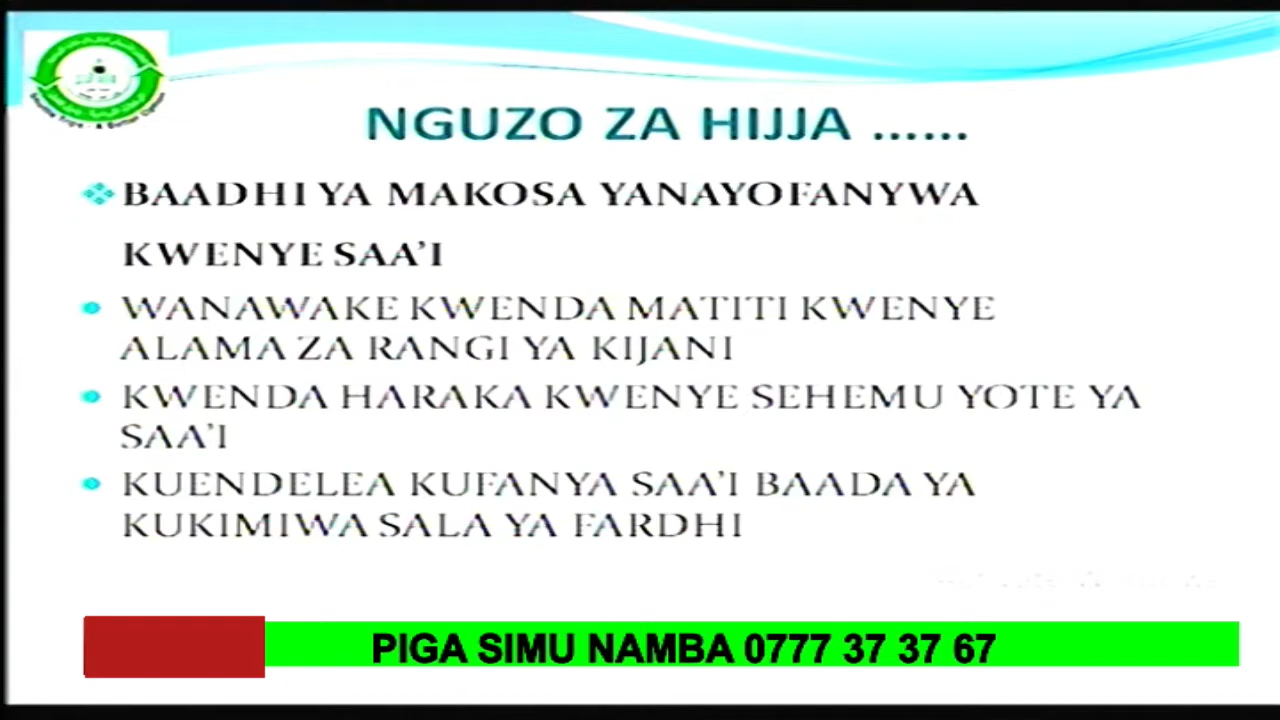 NGUZO ZA HIJJA ......
BAADHI YA MAKOSA YANAYOFANYWA
KWENYE SAA'I
WANAWAKE KWENDA MATITI KWENYE
ALAMA ZA RANGI YA KIJANI
KWENDA HARAKA KWENYE SEHEMU YOTE YA
SAA'I
KUENDELEA KUFANYA SAA'I BAADA YA
KUKIMIWA SALA YA FARDHI
PIGA SIMU NAMBA 0777 37 37 67